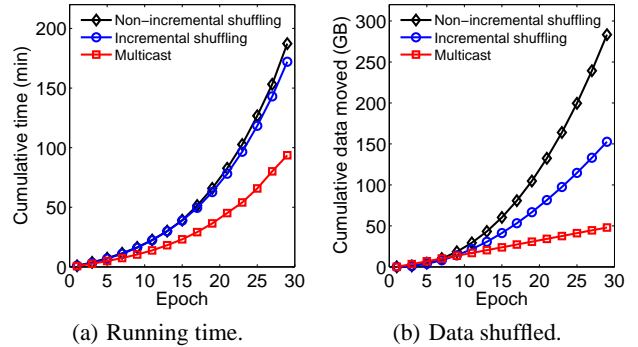 Non-incremental shuffling
Incremental shuffling
Multicast
Cumulative time (min)
200
150
100
50
0
0 5 10 15 20 25 30
Epoch
(a) Running time.
Non-incremental shuffling
Incremental shuffling
Multicast
Cumulative data moved (GB)
300
250
200
150
100
50
0
0 5 10 15 20 25 30
Epoch
(b) Data shuffled.